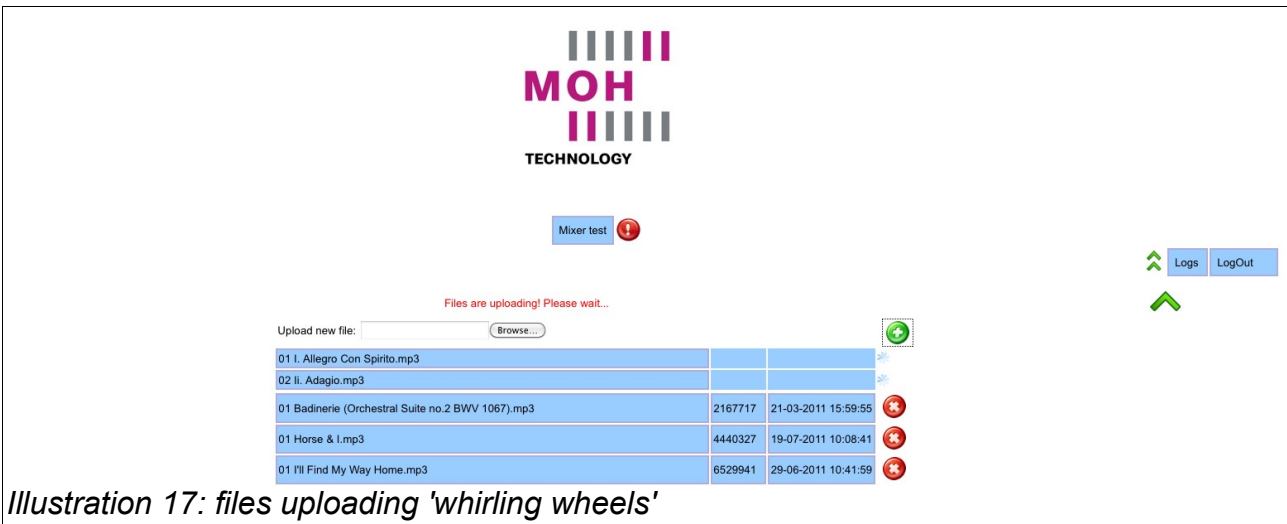 MOH
TECHNOLOGY
Mixer test
Logs LogOut
Files are uploading! Please wait...
Upload new file: Browse...
01 I. Allegro Con Spirito.mp3
02 Ii. Adagio.mp3
01 Badinerie (Orchestral Suite no.2 BWV 1067).mp3 2167717 21-03-2011 15:59:55
01 Horse & I.mp3 4440327 19-07-2011 10:08:41
01 I'll Find My Way Home.mp3 6529941 29-06-2011 10:41:59
Illustration 17: files uploading 'whirling wheels'